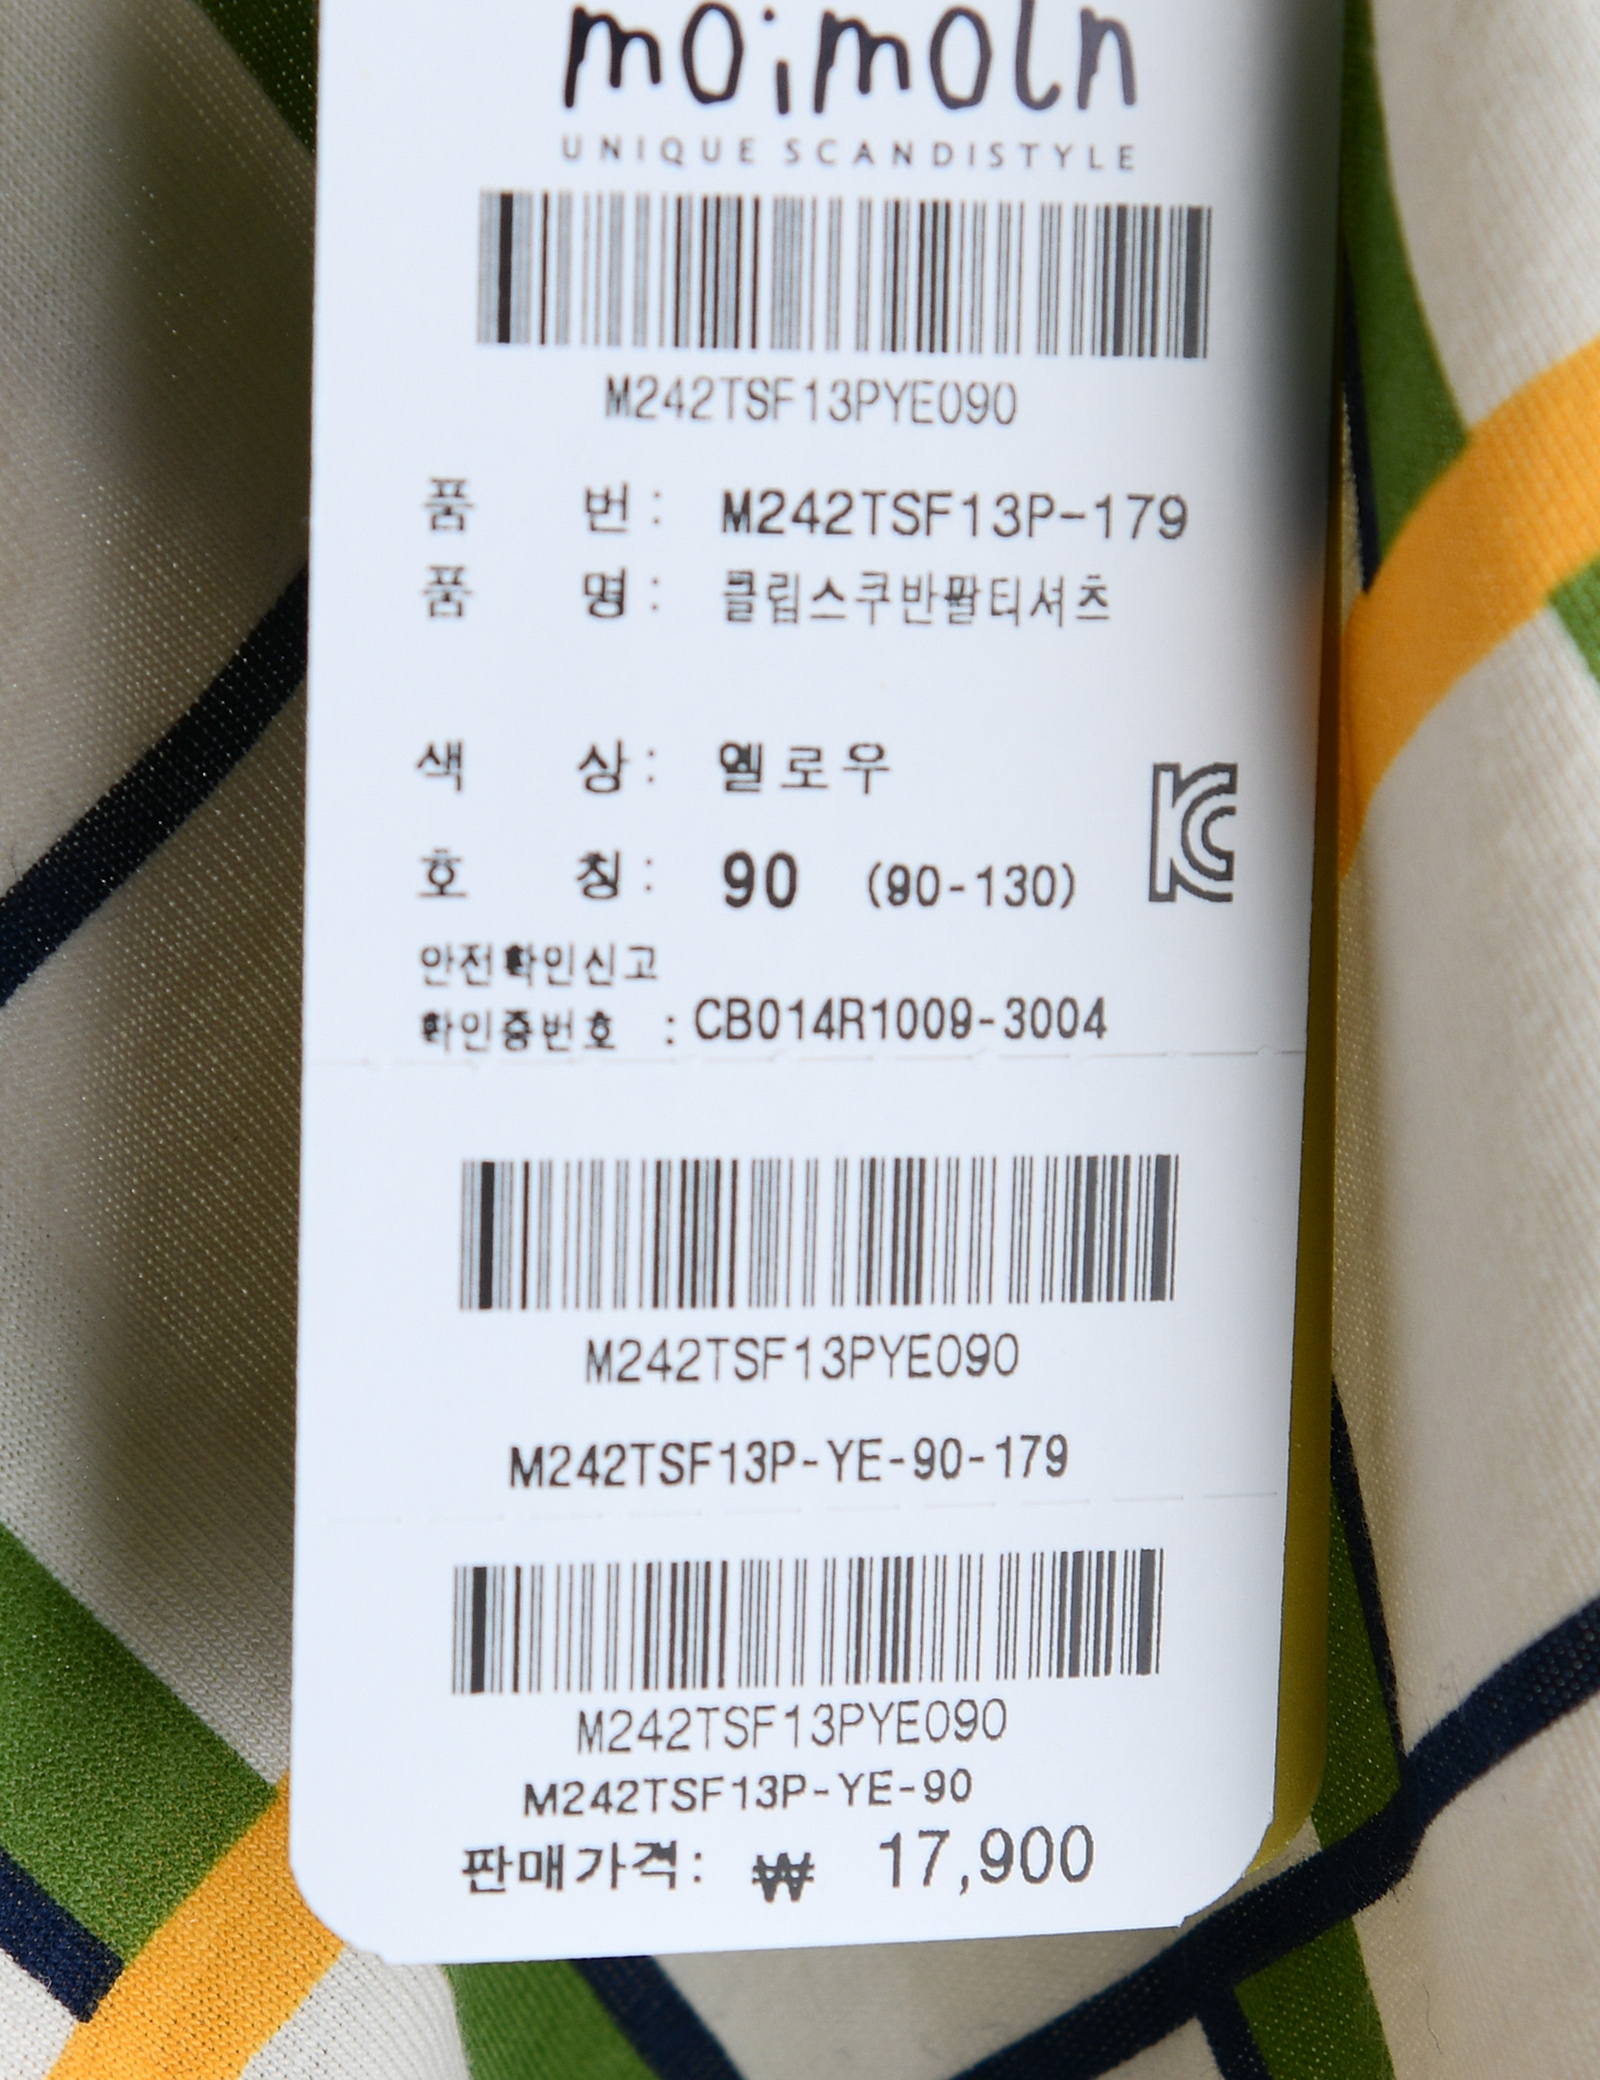 moimoln
UNIQUE SCANDISTYLE
M242TSF13PYE090
품 번 : M242TSF13P-179
품 명 : 클립스쿠반팔티셔츠
색 상 : 옐로우
호 칭 : 90 (90-130)
안전확인신고
확인증번호 : CB014R1009-3004
M242TSF13PYE090
M242TSF13P-YE-90-179
M242TSF13PYE090
M242TSF13P-YE-90
판매가격: ₩ 17,900